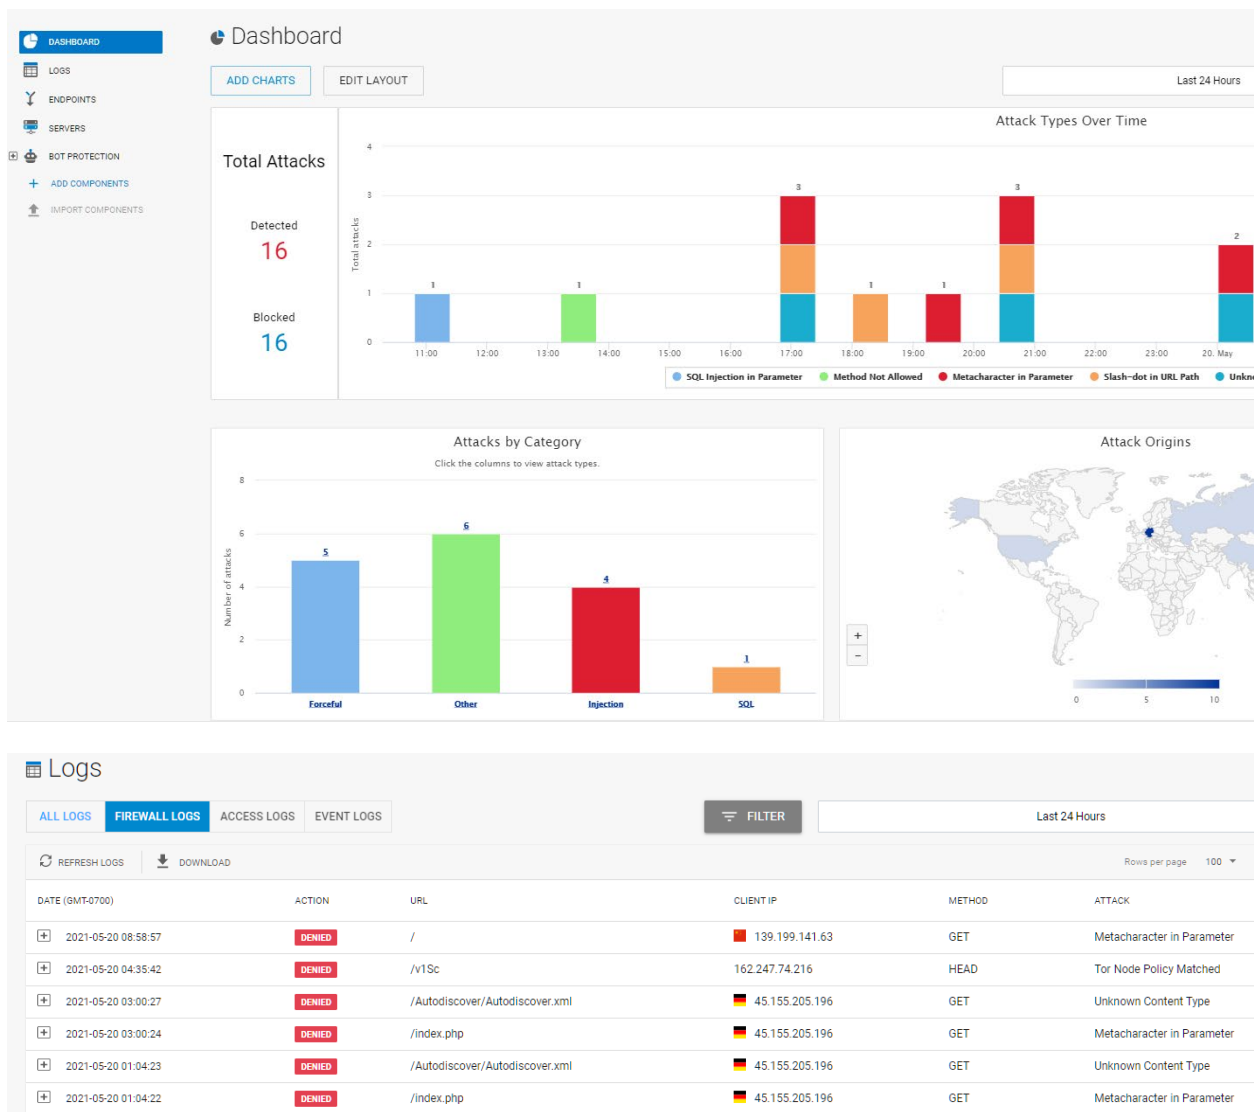 DASHBOARD
LOGS
ENDPOINTS
SERVERS
BOT PROTECTION
ADD COMPONENTS
IMPORT COMPONENTS
Dashboard
ADD CHARTS EDIT LAYOUT Last 24 Hours
Total Attacks
Detected
16
Blocked
16
Attack Types Over Time
Total attacks
4
3
2
1
0
1 1 3 1 1 3 2
11:00 12:00 13:00 14:00 15:00 16:00 17:00 18:00 19:00 20:00 21:00 22:00 23:00 20. May
SQL Injection in Parameter Method Not Allowed Metacharacter in Parameter Slash-dot in URL Path Unkn
Attacks by Category
Click the columns to view attack types.
Number of attacks
8
6
4
2
0
5 6 4 1
Forceful Other Injection SQL
Attack Origins
+
-
0 5 10
Logs
ALL LOGS FIREWALL LOGS ACCESS LOGS EVENT LOGS FILTER Last 24 Hours
REFRESH LOGS DOWNLOAD Rows per page 100
DATE (GMT-0700) ACTION URL CLIENT IP METHOD ATTACK
2021-05-20 08:58:57 DENIED / 139.199.141.63 GET Metacharacter in Parameter
2021-05-20 04:35:42 DENIED /v1Sc 162.247.74.216 HEAD Tor Node Policy Matched
2021-05-20 03:00:27 DENIED /Autodiscover/Autodiscover.xml 45.155.205.196 GET Unknown Content Type
2021-05-20 03:00:24 DENIED /index.php 45.155.205.196 GET Metacharacter in Parameter
2021-05-20 01:04:23 DENIED /Autodiscover/Autodiscover.xml 45.155.205.196 GET Unknown Content Type
2021-05-20 01:04:22 DENIED /index.php 45.155.205.196 GET Metacharacter in Parameter